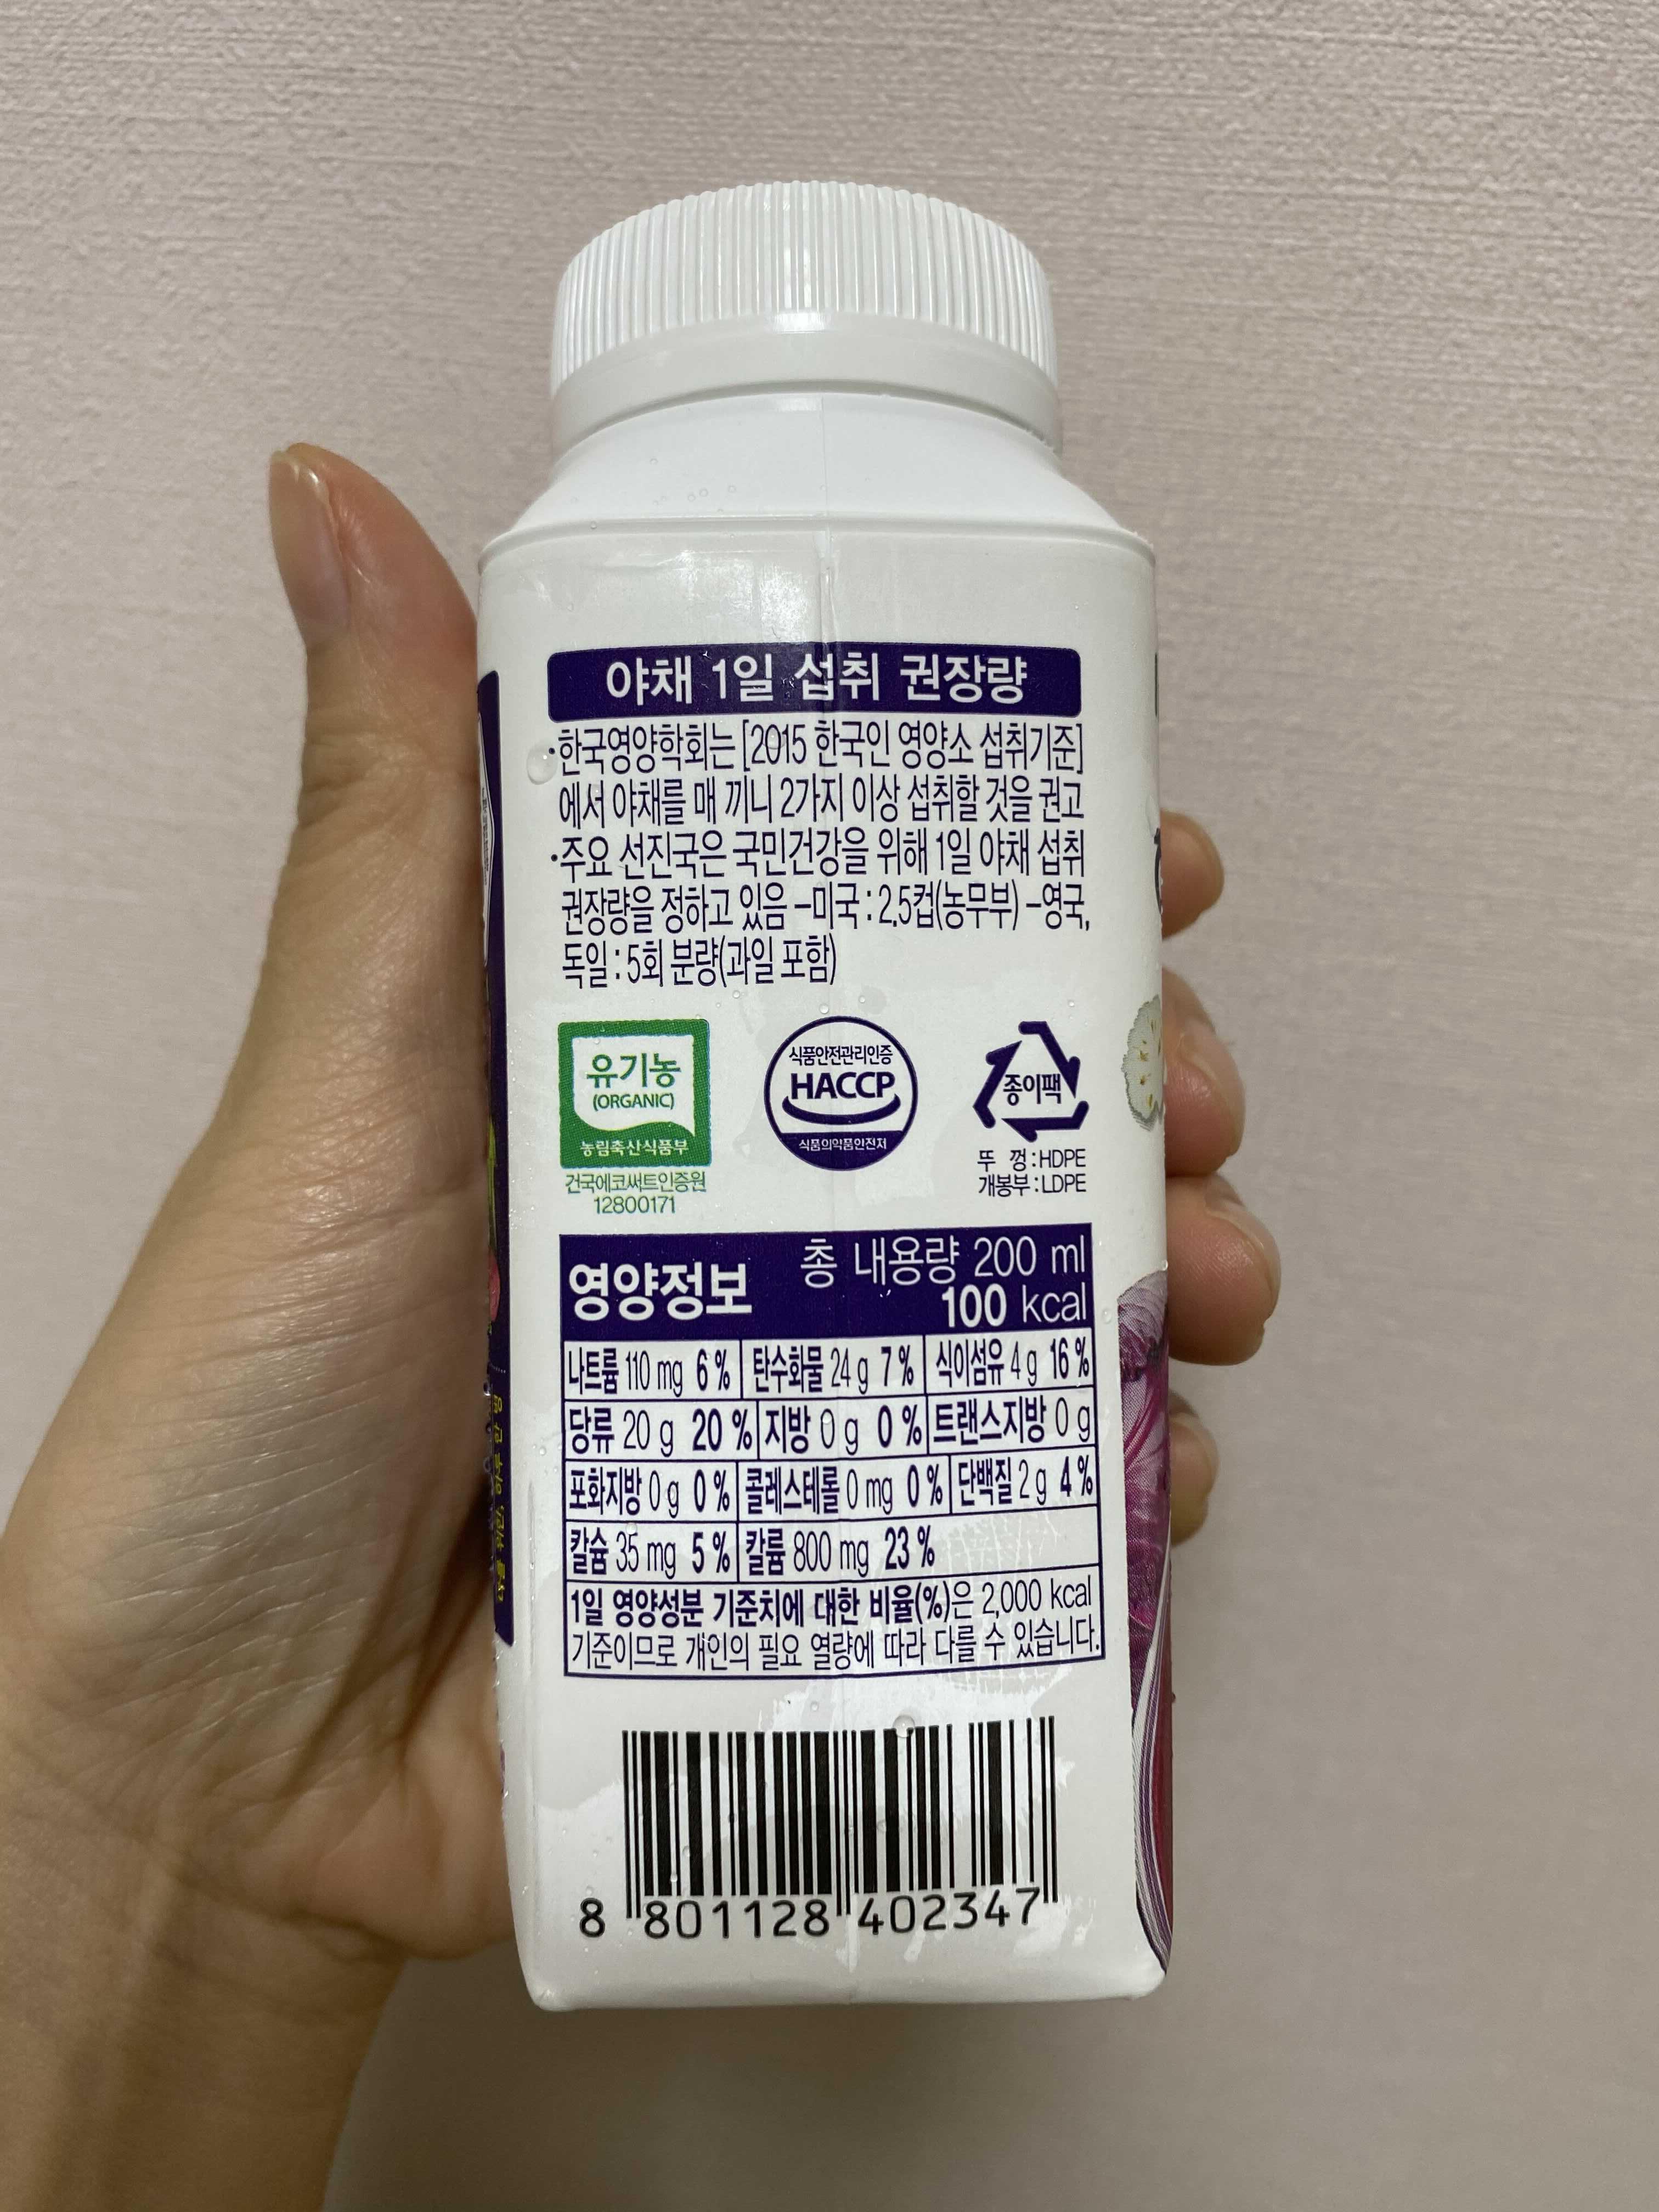 야채 1일 섭취 권장량
·한국영양학회는 [2015 한국인 영양소 섭취기준]
에서 야채를 매 끼니 2가지 이상 섭취할 것을 권고
·주요 선진국은 국민건강을 위해 1일 야채 섭취
권장량을 정하고 있음 -미국 : 2.5컵(농무부) -영국,
독일 : 5회 분량(과일 포함)
유기농
(ORGANIC)
농림축산식품부
건국에코써트인증원
12800171
식품안전관리인증
HACCP
식품의약품안전처
종이팩
뚜 껑 : HDPE
개봉부 : LDPE
영양정보
총 내용량 200 ml
100 kcal
나트륨 110 mg 6 % 탄수화물 24 g 7 % 식이섬유 4 g 16 %
당류 20 g 20 % 지방 0 g 0 % 트랜스지방 0 g
포화지방 0 g 0 % 콜레스테롤 0 mg 0 % 단백질 2 g 4 %
칼슘 35 mg 5 % 칼륨 800 mg 23 %
1일 영양성분 기준치에 대한 비율(%)은 2,000 kcal
기준이므로 개인의 필요 열량에 따라 다를 수 있습니다.
8 801128 402347